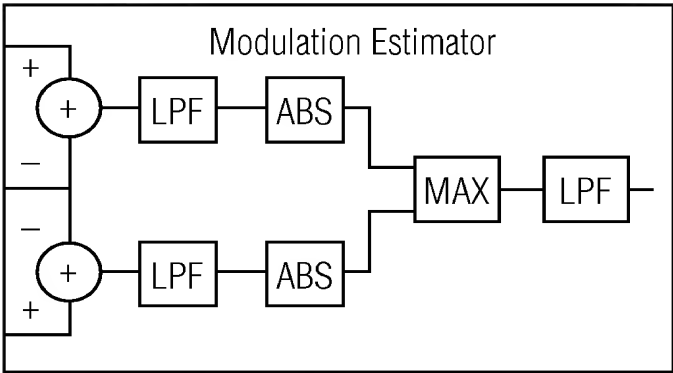 Modulation Estimator
+
+ LPF ABS
−
MAX LPF
−
+ LPF ABS
+